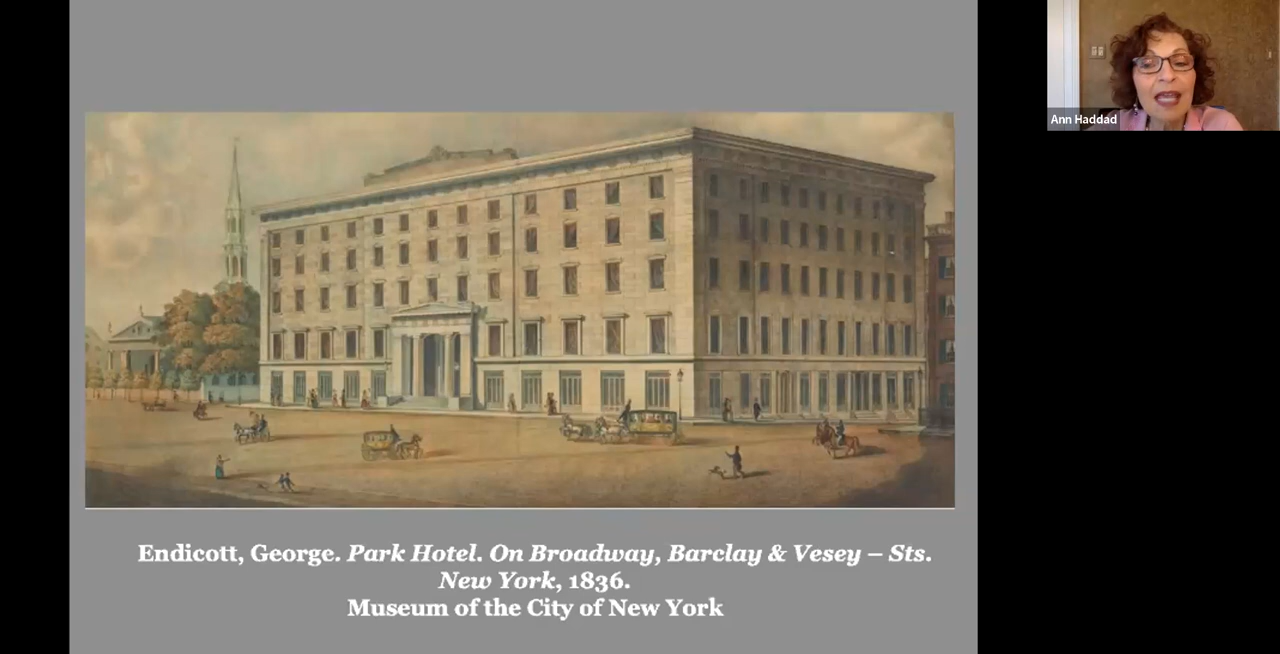 Ann Haddad
Endicott, George. Park Hotel. On Broadway, Barclay & Vesey – Sts.
New York, 1836.
Museum of the City of New York